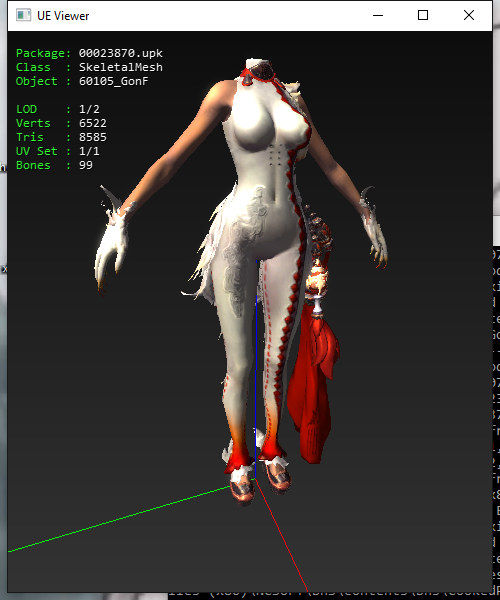 UE Viewer
Package: 00023870.upk
Class  : SkeletalMesh
Object : 60105_GonF
LOD    : 1/2
Verts  : 6522
Tris   : 8585
UV Set : 1/1
Bones  : 99